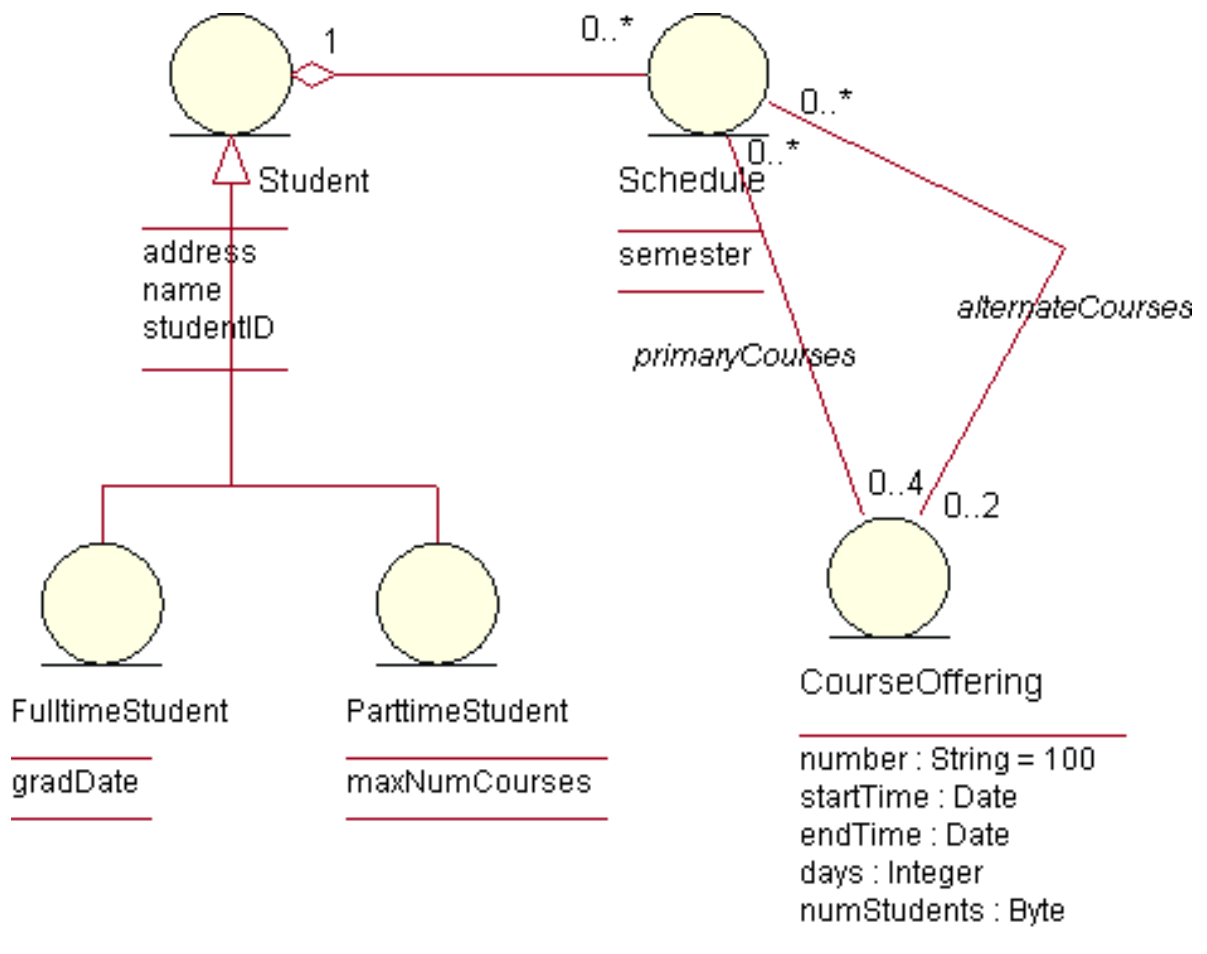 1
0..*
0..*
0..*
Student
Schedule
address
name
studentID
semester
alternateCourses
primaryCourses
0..4
0..2
CourseOffering
FulltimeStudent
ParttimeStudent
gradDate
maxNumCourses
number : String = 100
startTime : Date
endTime : Date
days : Integer
numStudents : Byte